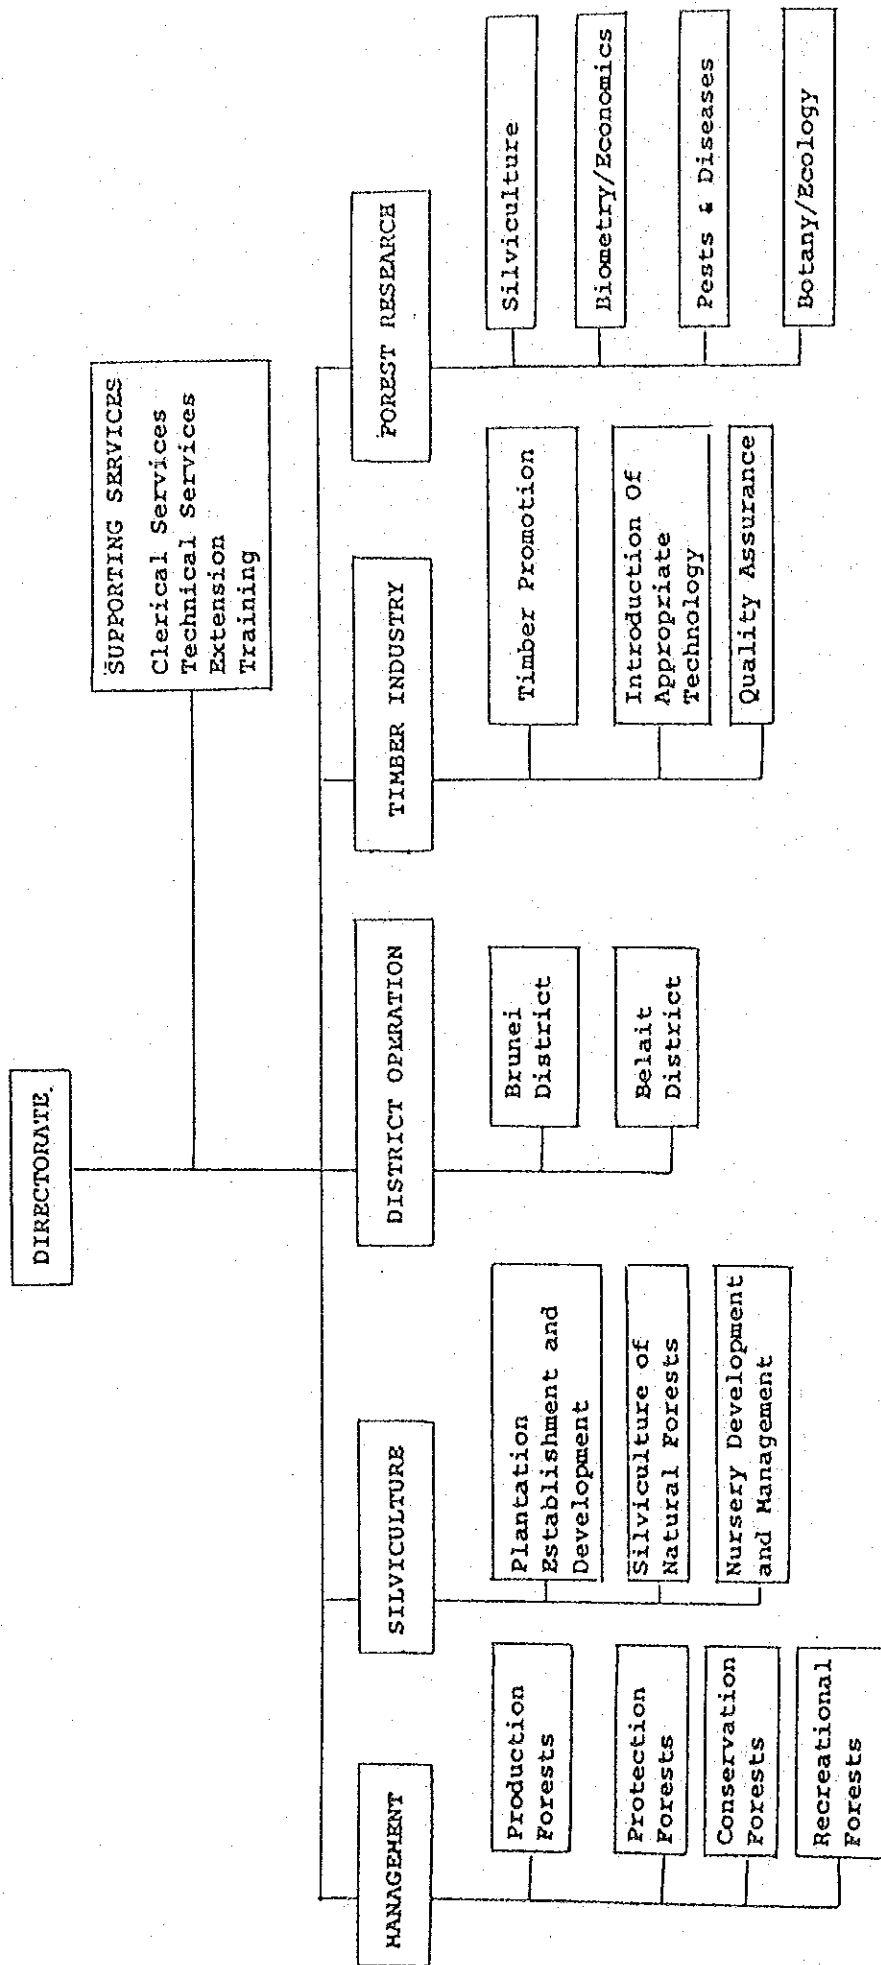 DIRECTORATE
SUPPORTING SERVICES
Clerical Services
Technical Services
Extension
Training
MANAGEMENT
Production
Forests
Protection
Forests
Conservation
Forests
Recreational
Forests
SILVICULTURE
Plantation
Establishment and
Development
Silviculture of
Natural Forests
Nursery Development
and Management
DISTRICT OPERATION
Brunei
District
Belait
District
TIMBER INDUSTRY
Timber Promotion
Introduction Of
Appropriate
Technology
Quality Assurance
FOREST RESEARCH
Silviculture
Biometry/Economics
Pests & Diseases
Botany/Ecology